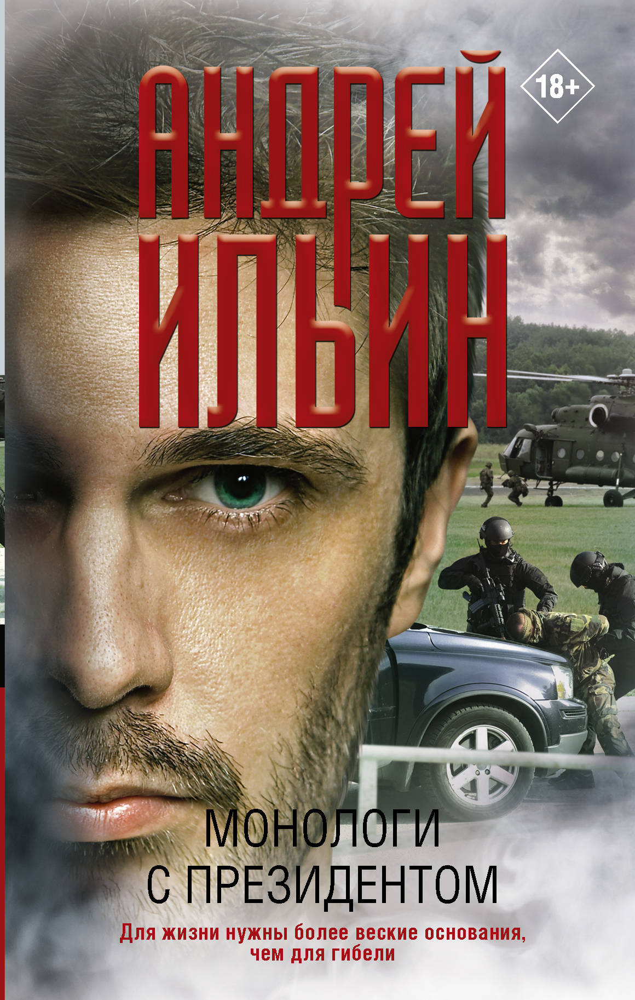 АНДРЕЙ
18+
ИЛЬИН
МОНОЛОГИ
С ПРЕЗИДЕНТОМ
Для жизни нужны более веские основания,
чем для гибели